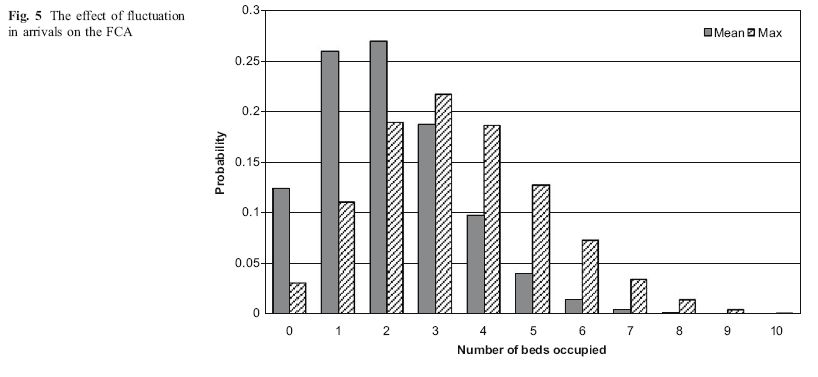 Fig. 5 The effect of fluctuation
in arrivals on the FCA
Mean Max
Probability
0.3
0.25
0.2
0.15
0.1
0.05
0
0 1 2 3 4 5 6 7 8 9 10
Number of beds occupied